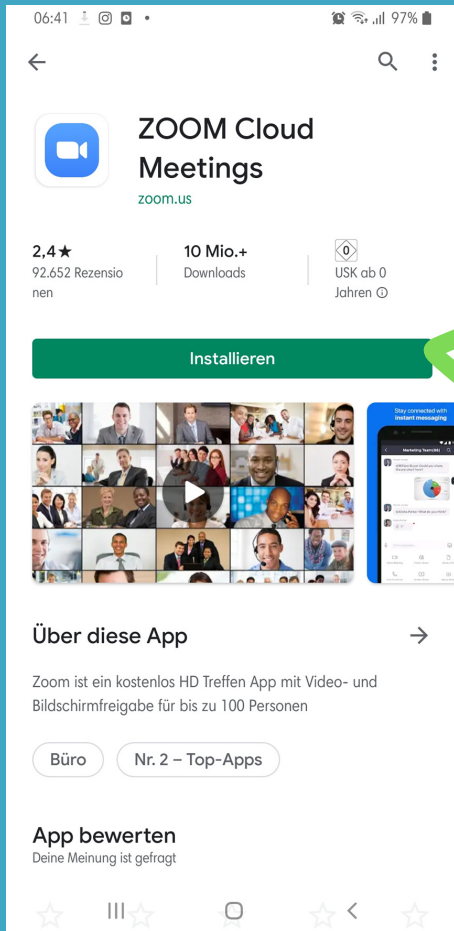 06:41
97%
ZOOM Cloud
Meetings
zoom.us
2,4★
92.652 Rezensio
nen
10 Mio.+
Downloads
0
USK ab 0
Jahren
Installieren
Stay connected with
instant messaging
Über diese App
Zoom ist ein kostenlos HD Treffen App mit Video- und
Bildschirmfreigabe für bis zu 100 Personen
Büro
Nr. 2 – Top-Apps
App bewerten
Deine Meinung ist gefragt